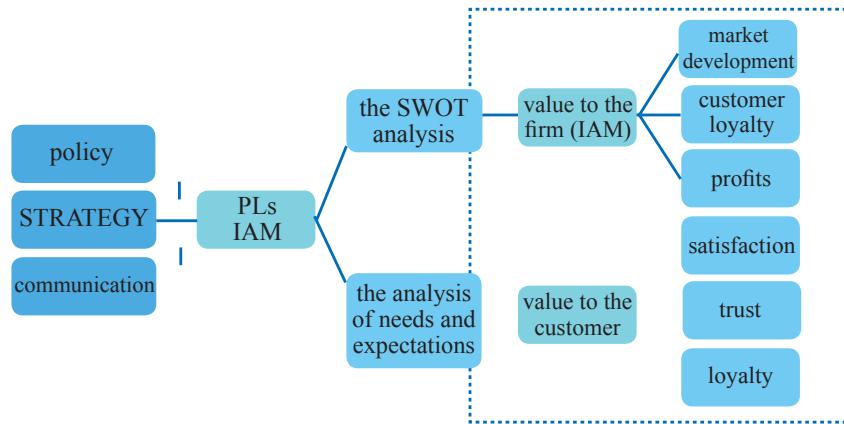 policy
STRATEGY
communication
PLs
IAM
the SWOT
analysis
the analysis
of needs and
expectations
value to the
firm (IAM)
value to the
customer
market
development
customer
loyalty
profits
satisfaction
trust
loyalty